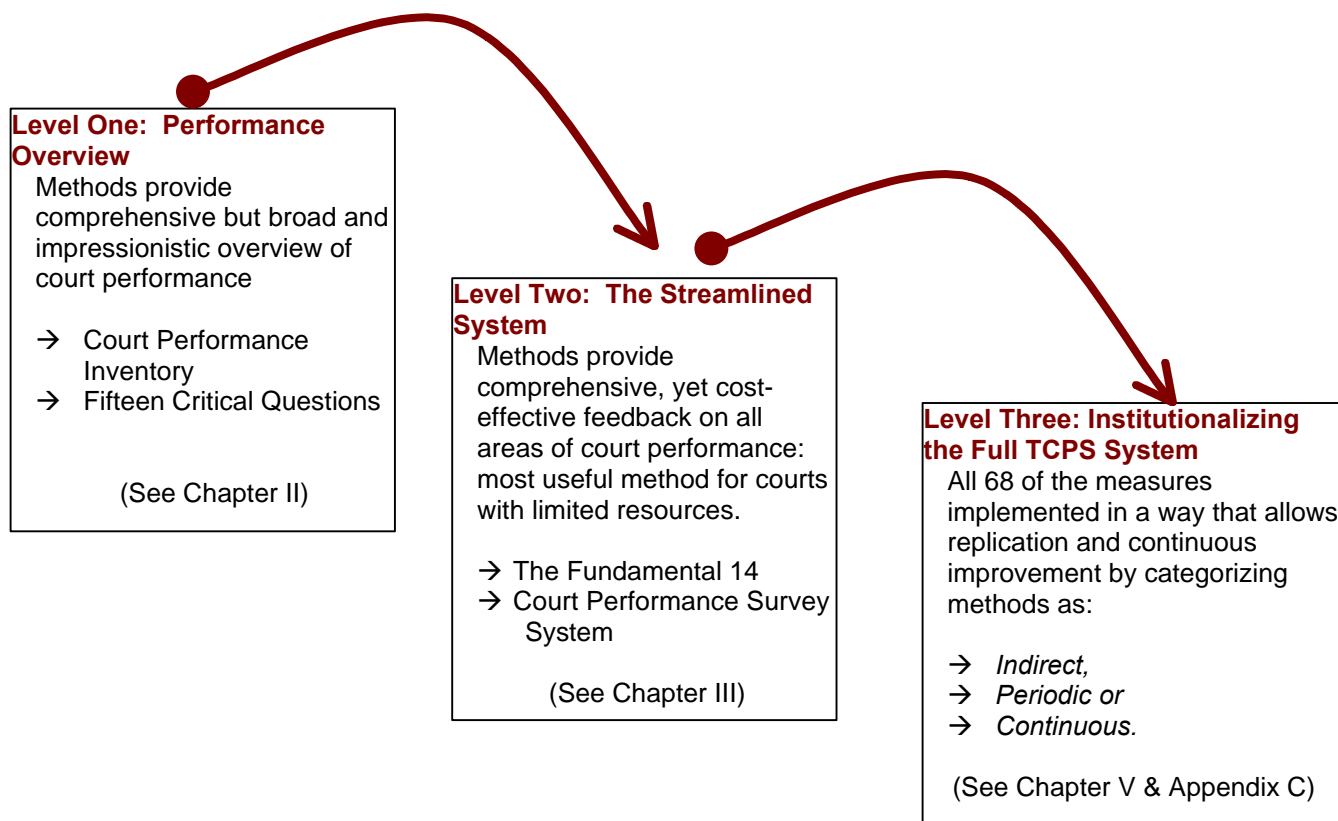 Level One:  Performance
Overview
Methods provide
comprehensive but broad and
impressionistic overview of
court performance
→ Court Performance
Inventory
→ Fifteen Critical Questions
(See Chapter II)
Level Two:  The Streamlined
System
Methods provide
comprehensive, yet cost-
effective feedback on all
areas of court performance:
most useful method for courts
with limited resources.
→ The Fundamental 14
→ Court Performance Survey
System
(See Chapter III)
Level Three: Institutionalizing
the Full TCPS System
All 68 of the measures
implemented in a way that allows
replication and continuous
improvement by categorizing
methods as:
→ Indirect,
→ Periodic or
→ Continuous.
(See Chapter V & Appendix C)